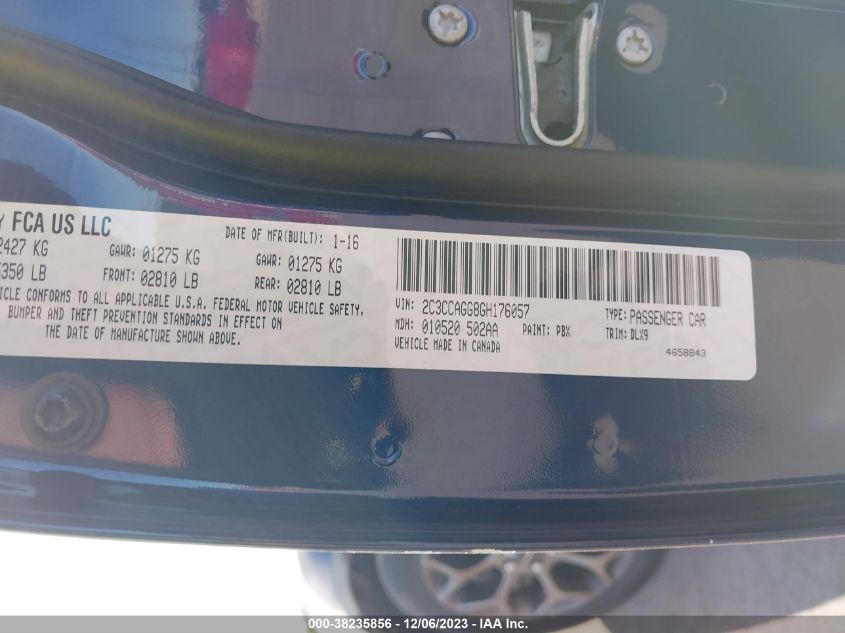 FCA US LLC
DATE OF MFR(BUILT): 1-16
2427 KG GAWR: 01275 KG GAWR: 01275 KG
350 LB FRONT: 02810 LB REAR: 02810 LB
VEHICLE CONFORMS TO ALL APPLICABLE U.S.A. FEDERAL MOTOR VEHICLE SAFETY,
BUMPER AND THEFT PREVENTION STANDARDS IN EFFECT ON
THE DATE OF MANUFACTURE SHOWN ABOVE.
VIN: 2C3CCAGG8GH176057 TYPE: PASSENGER CAR
MDH: 010520 502AA PAINT: PBX TRIM: DLX9
VEHICLE MADE IN CANADA
4658843
000-38235856 - 12/06/2023 - IAA Inc.